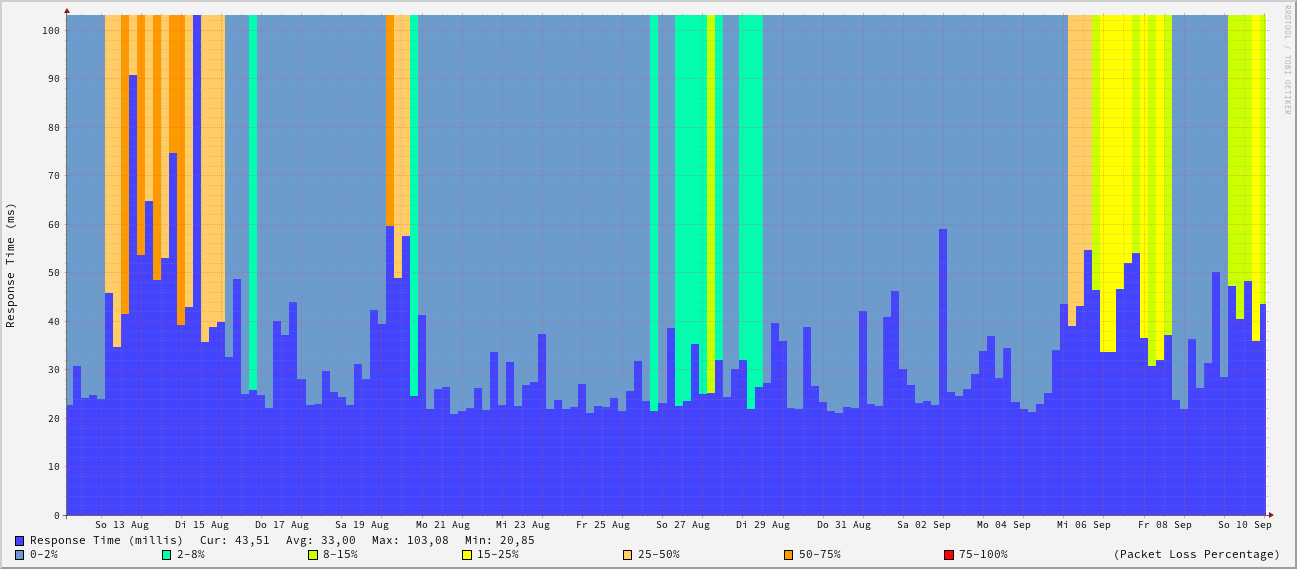 RRDTOOL / TOBI OETIKER
Response Time (ms)
100
90
80
70
60
50
40
30
20
10
0
So 13 Aug Di 15 Aug Do 17 Aug Sa 19 Aug Mo 21 Aug Mi 23 Aug Fr 25 Aug So 27 Aug Di 29 Aug Do 31 Aug Sa 02 Sep Mo 04 Sep Mi 06 Sep Fr 08 Sep So 10 Sep
Response Time (millis) Cur: 43,51 Avg: 33,00 Max: 103,08 Min: 20,85
0-2% 2-8% 8-15% 15-25% 25-50% 50-75% 75-100% (Packet Loss Percentage)